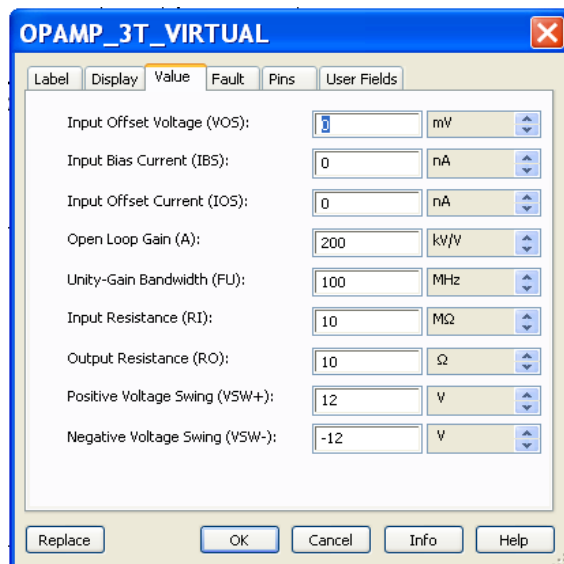 OPAMP_3T_VIRTUAL
Label Display Value Fault Pins User Fields
Input Offset Voltage (VOS): 0 mV
Input Bias Current (IBS): 0 nA
Input Offset Current (IOS): 0 nA
Open Loop Gain (A): 200 kV/V
Unity-Gain Bandwidth (FU): 100 MHz
Input Resistance (RI): 10 MΩ
Output Resistance (RO): 10 Ω
Positive Voltage Swing (VSW+): 12 V
Negative Voltage Swing (VSW-): -12 V
Replace OK Cancel Info Help